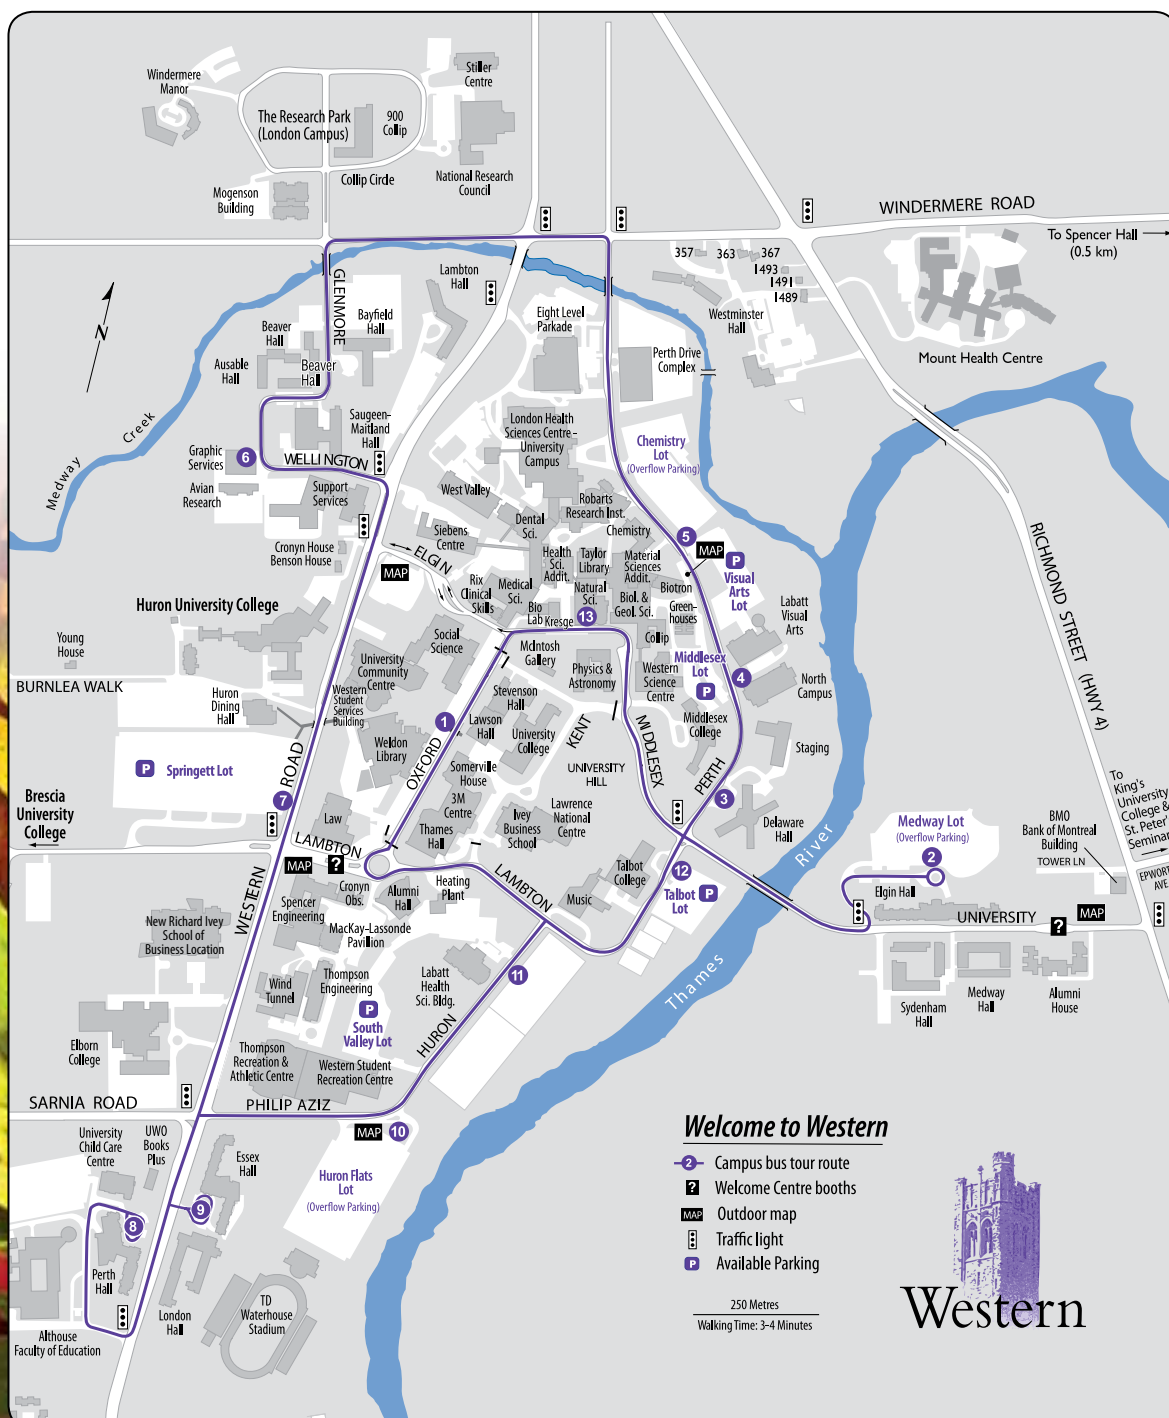 Windermere
Manor
The Research Park
(London Campus)
900
Collip
Stiller
Centre
National Research
Council
Collip Circle
Mogenson
Building
WINDERMERE ROAD
To Spencer Hall
(0.5 km)
357
363
367
1493
1491
1489
Westminster
Hall
Mount Health Centre
N
GLENMORE
Lambton
Hall
Bayfield
Hall
Beaver
Hall
Beaver
Hall
Ausable
Hall
Eight Level
Parkade
Perth Drive
Complex
Medway Creek
Saugeen-
Maitland
Hall
Graphic
Services
6
WELLINGTON
Avian
Research
Support
Services
London Health
Sciences Centre -
University
Campus
Chemistry
Lot
(Overflow Parking)
West Valley
Robarts
Research Inst.
Siebens
Centre
Dental
Sci.
Chemistry
5
MAP
P
Visual
Arts
Lot
Cronyn House
Benson House
ELGIN
MAP
Health
Sci.
Addit.
Taylor
Library
Material
Sciences
Addit.
Biotron
Rix
Clinical
Skills
Medical
Sci.
Natural
Sci.
Biol. &
Geol. Sci.
Green-
houses
Bio
Lab
Kresge
13
Collip
Labatt
Visual
Arts
Huron University College
Young
House
BURNLEA WALK
Huron
Dining
Hall
Social
Science
University
Community
Centre
Western
Student
Services
Building
McIntosh
Gallery
Physics &
Astronomy
Western
Science
Centre
Middlesex
Lot
P
4
North
Campus
Stevenson
Hall
Lawson
Hall
University
College
KENT
MIDDLESEX
Middlesex
College
Staging
1
OXFORD
Weldon
Library
Somerville
House
UNIVERSITY
HILL
PERTH
3
RICHMOND STREET (HWY 4)
P
Springett Lot
ROAD
7
Brescia
University
College
Law
LAMBTON
3M
Centre
Thames
Hall
Ivey
Business
School
Lawrence
National
Centre
Delaware
Hall
River
Medway Lot
(Overflow Parking)
2
Elgin Hall
BMO
Bank of Montreal
Building
TOWER LN
To
King's
University
College &
St. Peter'
Seminar
EPWORT
AVE.
MAP
?
Cronyn
Obs.
Alumni
Hall
Heating
Plant
LAMBTON
Talbot
College
12
Talbot
Lot
P
Music
UNIVERSITY
?
MAP
Spencer
Engineering
MacKay-Lassonde
Pavilion
New Richard Ivey
School of
Business Location
WESTERN
Wind
Tunnel
Thompson
Engineering
P
South
Valley Lot
Labatt
Health
Sci. Bldg.
11
HURON
Thames
Sydenham
Hall
Medway
Hall
Alumni
House
Elborn
College
Thompson
Recreation &
Athletic Centre
Western Student
Recreation Centre
SARNIA ROAD
PHILIP AZIZ
MAP
10
University
Child Care
Centre
UWO
Books
Plus
Essex
Hall
Huron Flats
Lot
(Overflow Parking)
8
9
Perth
Hall
London
Hall
TD
Waterhouse
Stadium
Althouse
Faculty of Education
Welcome to Western
2 Campus bus tour route
? Welcome Centre booths
MAP Outdoor map
Traffic light
P Available Parking
250 Metres
Walking Time: 3-4 Minutes
Western